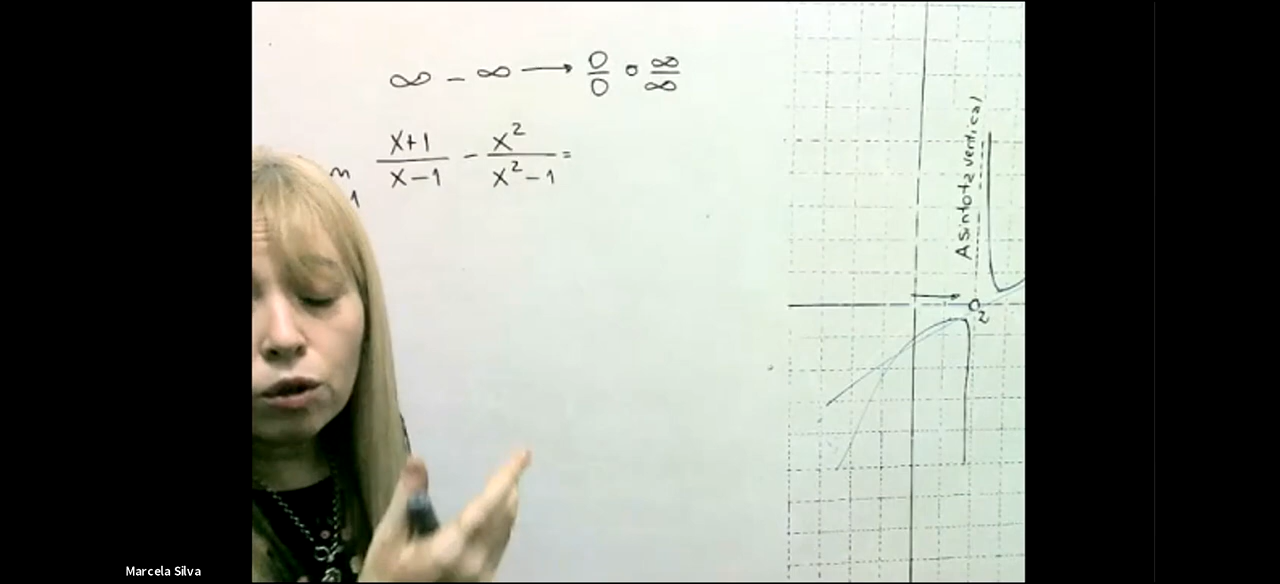 ∞ - ∞ → 0/0 o ∞/∞
x+1/x-1 - x²/x²-1 =
Asintota vertical
2
Marcela Silva